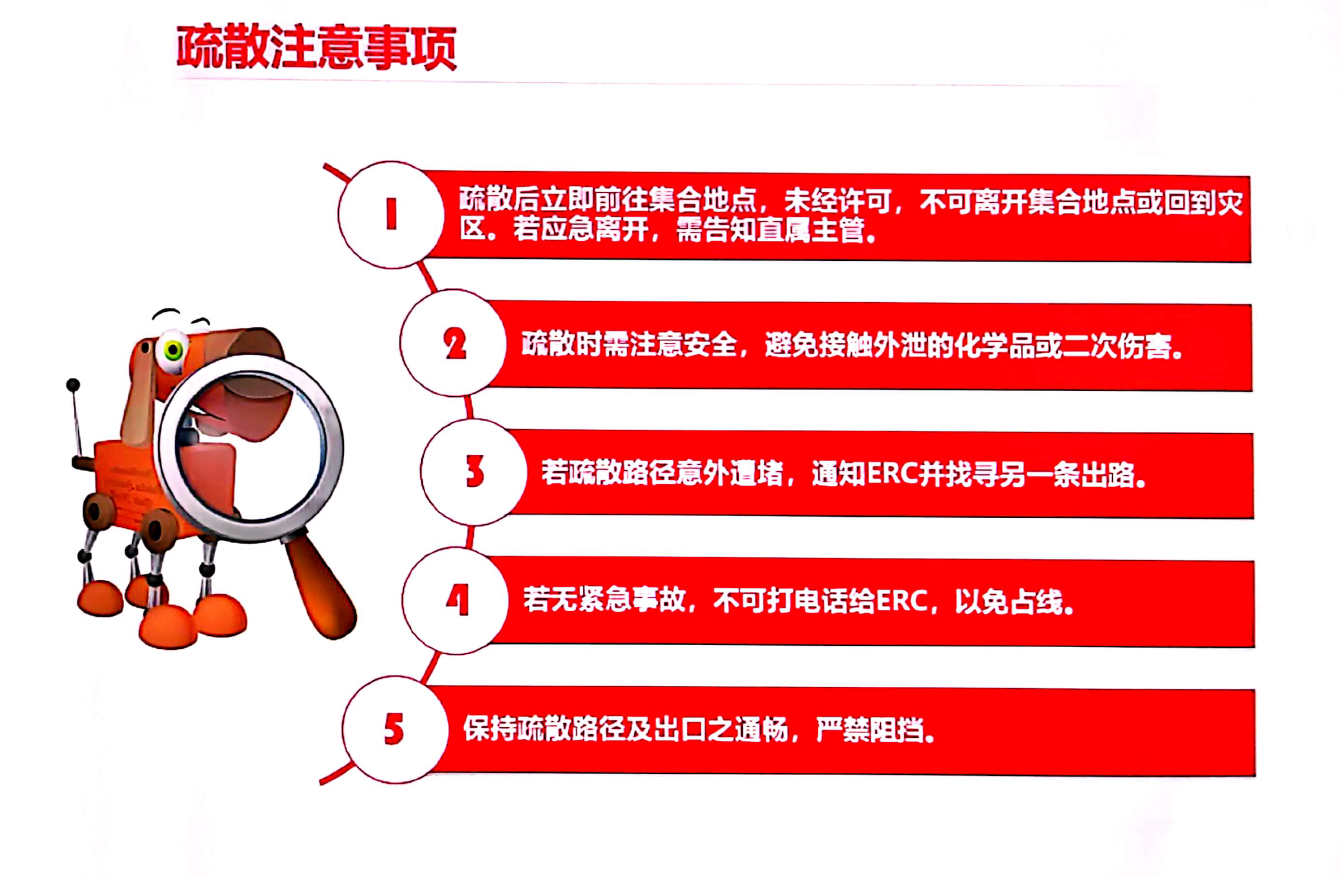 疏散注意事项
1
疏散后立即前往集合地点，未经许可，不可离开集合地点或回到灾
区。若应急离开，需告知直属主管。
2
疏散时需注意安全，避免接触外泄的化学品或二次伤害。
3
若疏散路径意外遭堵，通知ERC并找寻另一条出路。
4
若无紧急事故，不可打电话给ERC，以免占线。
5
保持疏散路径及出口之通畅，严禁阻挡。